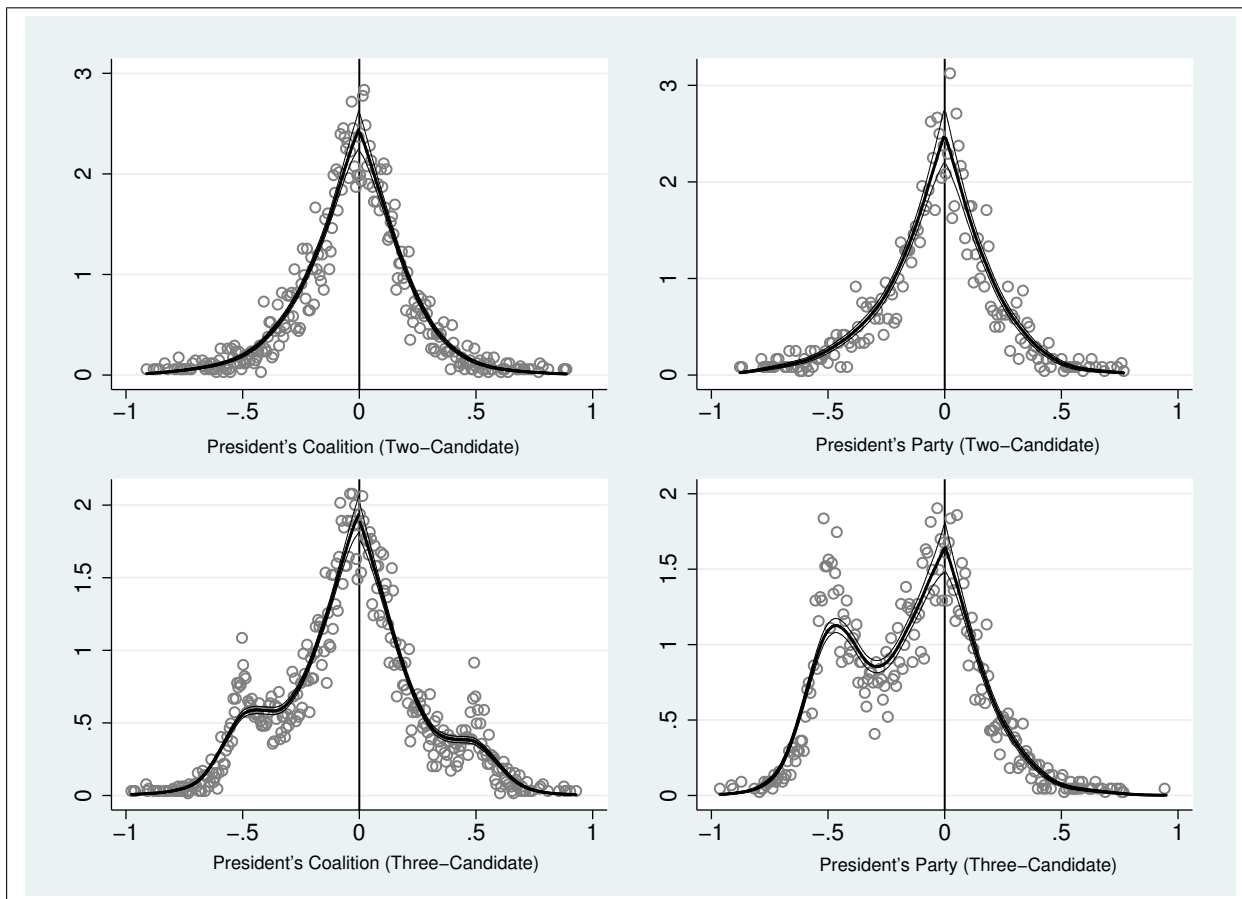 3
2
1
0
−1 −.5 0 .5 1
President's Coalition (Two−Candidate)
3
2
1
0
−1 −.5 0 .5 1
President's Party (Two−Candidate)
2
1.5
1
.5
0
−1 −.5 0 .5 1
President's Coalition (Three−Candidate)
2
1.5
1
.5
0
−1 −.5 0 .5 1
President's Party (Three−Candidate)